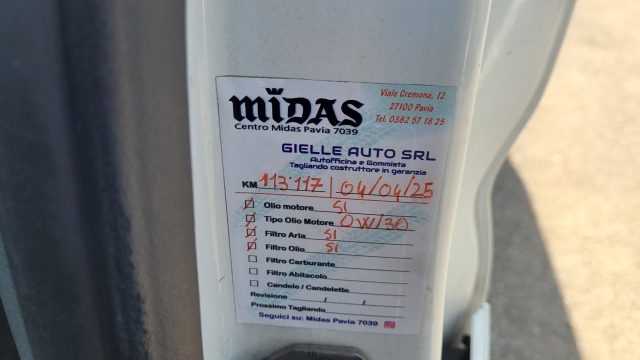 MIDAS
Centro Midas Pavia 7039
Viale Cremona, 12
27100 Pavia
Tel. 0382 57 18 25
GIELLE AUTO SRL
Autofficina e Gommista
Tagliando costruttore in garanzia
KM 113.117 / 04/04/25
Olio motore SI
Tipo Olio Motore 0W/30
Filtro Aria SI
Filtro Olio SI
Filtro Carburante
Filtro Abitacolo
Candele / Candelette
Revisione / /
Prossimo Tagliando
Seguici su: Midas Pavia 7039